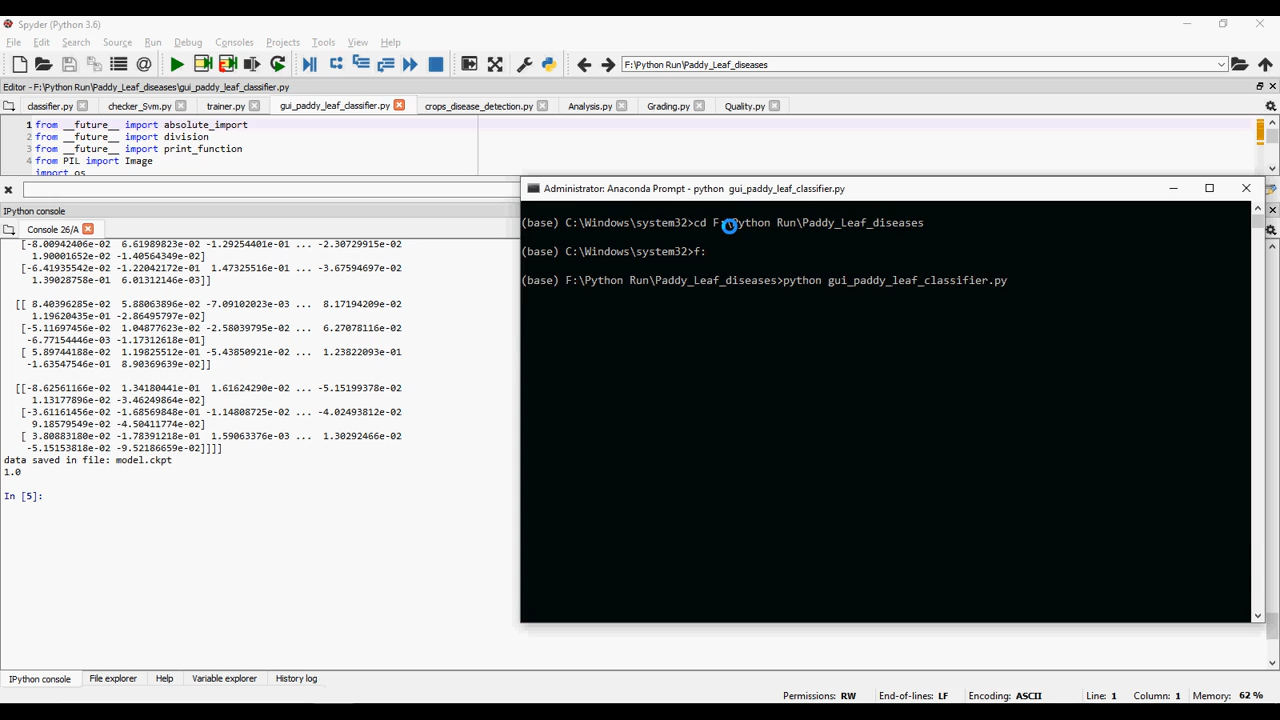 Spyder (Python 3.6)
File Edit Search Source Run Debug Consoles Projects Tools View Help
F:\Python Run\Paddy_Leaf_diseases
Editor - F:\Python Run\Paddy_Leaf_diseases\gui_paddy_leaf_classifier.py
classifier.py checker_Svm.py trainer.py gui_paddy_leaf_classifier.py crops_disease_detection.py Analysis.py Grading.py Quality.py
1 from __future__ import absolute_import
2 from __future__ import division
3 from __future__ import print_function
4 from PIL import Image
import os
IPython console
Console 26/A
[-8.00942406e-02 6.61989823e-02 -1.29254401e-01 ... -2.30729915e-02
1.90001652e-02 -1.40564349e-02]
[-6.41935542e-04 -1.22042172e-01 1.47325516e-01 ... -3.67594697e-02
1.39028758e-01 6.01312146e-03]]
[[ 8.40396285e-02 5.88063896e-02 -7.09102023e-03 ... 8.17194209e-02
1.19620435e-01 -2.86495797e-02]
[-5.11697456e-02 1.04877623e-02 -2.58039795e-02 ... 6.27078116e-02
-6.77154446e-03 -1.17312618e-01]
[ 5.89744188e-02 1.19825512e-01 -5.43850921e-02 ... 1.23822093e-01
-1.63547546e-01 8.90369639e-02]]
[[-8.62561166e-02 1.34180441e-01 1.61624290e-02 ... -5.15199378e-02
1.13177896e-02 -3.46249864e-02]
[-3.61161456e-02 -1.68569848e-01 -1.14808725e-02 ... -4.02493812e-02
9.18579549e-02 -4.50411774e-02]
[ 3.80883180e-02 -1.78391218e-01 1.59063376e-03 ... 1.30292466e-02
-5.15153818e-02 -9.52186659e-02]]]]
data saved in file: model.ckpt
1.0
In [5]:
Administrator: Anaconda Prompt - python gui_paddy_leaf_classifier.py
(base) C:\Windows\system32>cd F:\Python Run\Paddy_Leaf_diseases
(base) C:\Windows\system32>f:
(base) F:\Python Run\Paddy_Leaf_diseases>python gui_paddy_leaf_classifier.py
IPython console File explorer Help Variable explorer History log
Permissions: RW End-of-lines: LF Encoding: ASCII Line: 1 Column: 1 Memory: 62 %